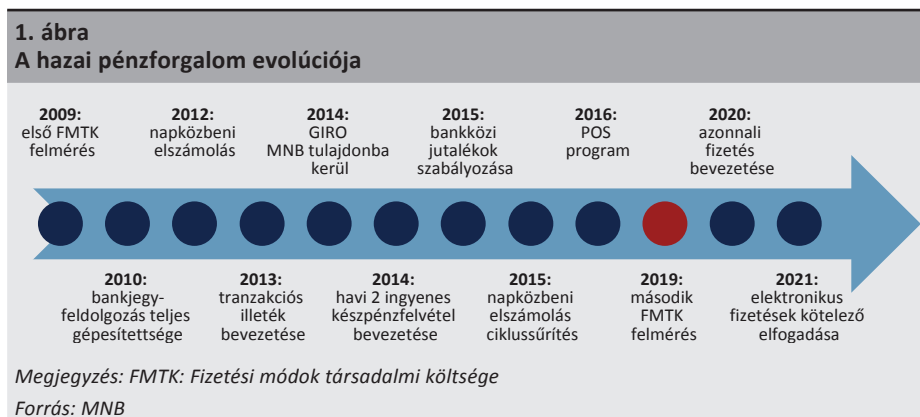 1. ábra
A hazai pénzforgalom evolúciója
2009:
első FMTK
felmérés
2012:
napközbeni
elszámolás
2014:
GIRO
MNB tulajdonba
kerül
2015:
bankközi
jutalékok
szabályozása
2016:
POS
program
2020:
azonnali
fizetés
bevezetése
2010:
bankjegy-
feldolgozás teljes
gépesítettsége
2013:
tranzakciós
illeték
bevezetése
2014:
havi 2 ingyenes
készpénzfelvétel
bevezetése
2015:
napközbeni
elszámolás
ciklussűrítés
2019:
második
FMTK
felmérés
2021:
elektronikus
fizetések kötelező
elfogadása
Megjegyzés: FMTK: Fizetési módok társadalmi költsége
Forrás: MNB